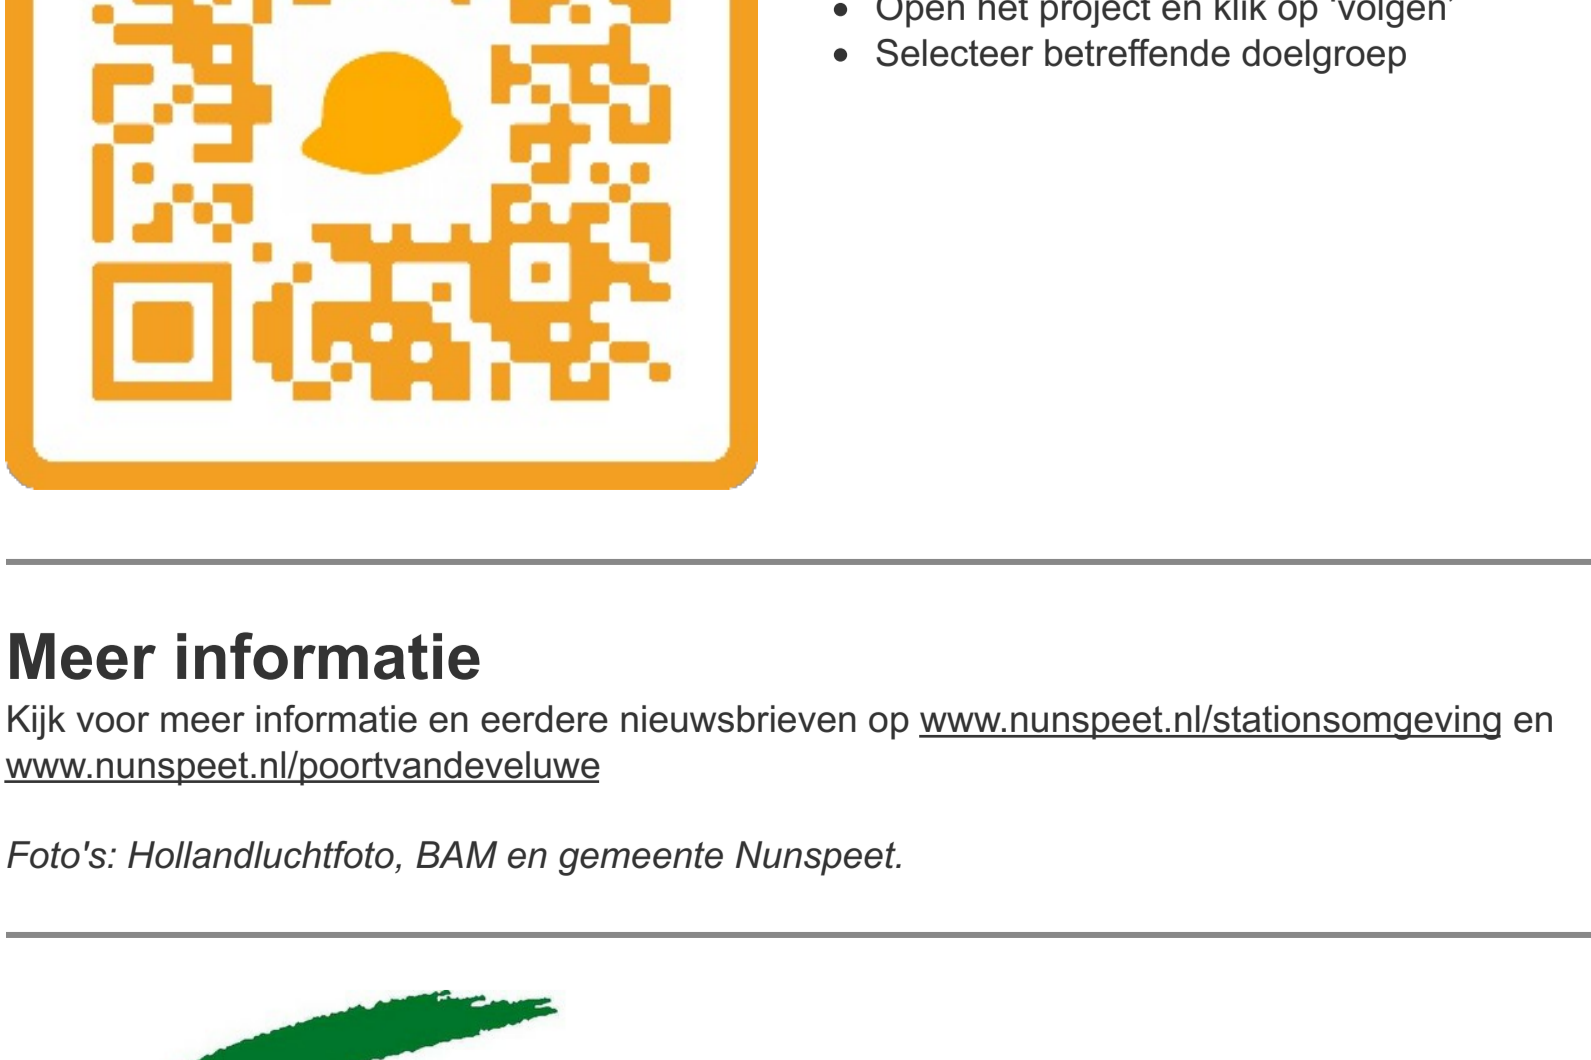 Open het project en klik op ‘volgen’
Selecteer betreffende doelgroep
Meer informatie
Kijk voor meer informatie en eerdere nieuwsbrieven op www.nunspeet.nl/stationsomgeving en
www.nunspeet.nl/poortvandeveluwe
Foto's: Hollandluchtfoto, BAM en gemeente Nunspeet.